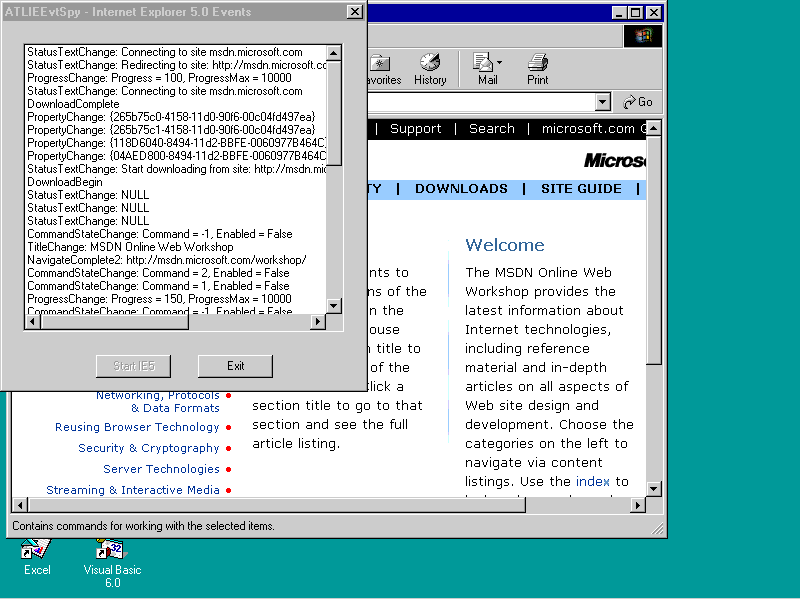 ATLIEEvtSpy - Internet Explorer 5.0 Events
StatusTextChange: Connecting to site msdn.microsoft.com
StatusTextChange: Redirecting to site: http://msdn.microsoft.co
ProgressChange: Progress = 100, ProgressMax = 10000
StatusTextChange: Connecting to site msdn.microsoft.com
DownloadComplete
PropertyChange: {265b75c0-4158-11d0-90f6-00c04fd497ea}
PropertyChange: {265b75c1-4158-11d0-90f6-00c04fd497ea}
PropertyChange: {118D6040-8494-11d2-BBFE-0060977B464C}
PropertyChange: {04AED800-8494-11d2-BBFE-0060977B464C
StatusTextChange: Start downloading from site: http://msdn.mic
DownloadBegin
StatusTextChange: NULL
StatusTextChange: NULL
StatusTextChange: NULL
CommandStateChange: Command = -1, Enabled = False
TitleChange: MSDN Online Web Workshop
NavigateComplete2: http://msdn.microsoft.com/workshop/
CommandStateChange: Command = 2, Enabled = False
CommandStateChange: Command = 1, Enabled = False
ProgressChange: Progress = 150, ProgressMax = 10000
CommandStateChange: Command = -1, Enabled = False
Start IE5
Exit
avorites
History
Mail
Print
Go
| Support | Search | microsoft.com G
Micros
TY | DOWNLOADS | SITE GUIDE |
Networking, Protocols
& Data Formats
Reusing Browser Technology
Security & Cryptography
Server Technologies
Streaming & Interactive Media
nts to
ns of the
n the
ouse
n title to
of the
lick a
section title to go to that
section and see the full
article listing.
Welcome
The MSDN Online Web
Workshop provides the
latest information about
Internet technologies,
including reference
material and in-depth
articles on all aspects of
Web site design and
development. Choose the
categories on the left to
navigate via content
listings. Use the index to
Contains commands for working with the selected items.
Excel
Visual Basic
6.0